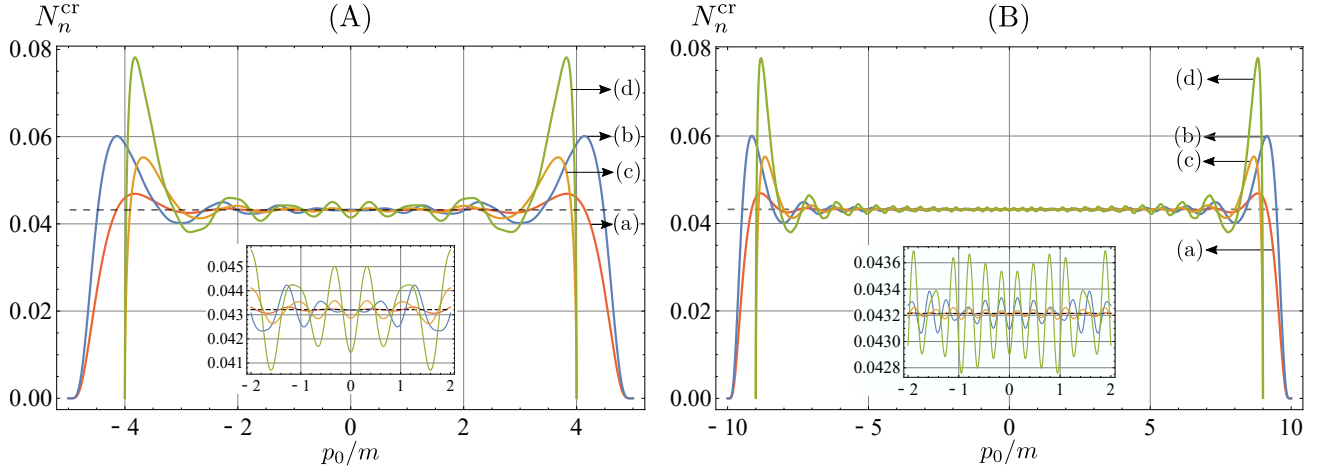 N_n^cr (A)
0.08
0.06
0.04
0.02
0.00
(d)
(b)
(c)
(a)
0.045
0.044
0.043
0.042
0.041
-2 -1 0 1 2
-4 -2 0 2 4
p_0/m
N_n^cr (B)
0.08
0.06
0.04
0.02
0.00
(d)
(b)
(c)
(a)
0.0436
0.0434
0.0432
0.0430
0.0428
-2 -1 0 1 2
-10 -5 0 5 10
p_0/m